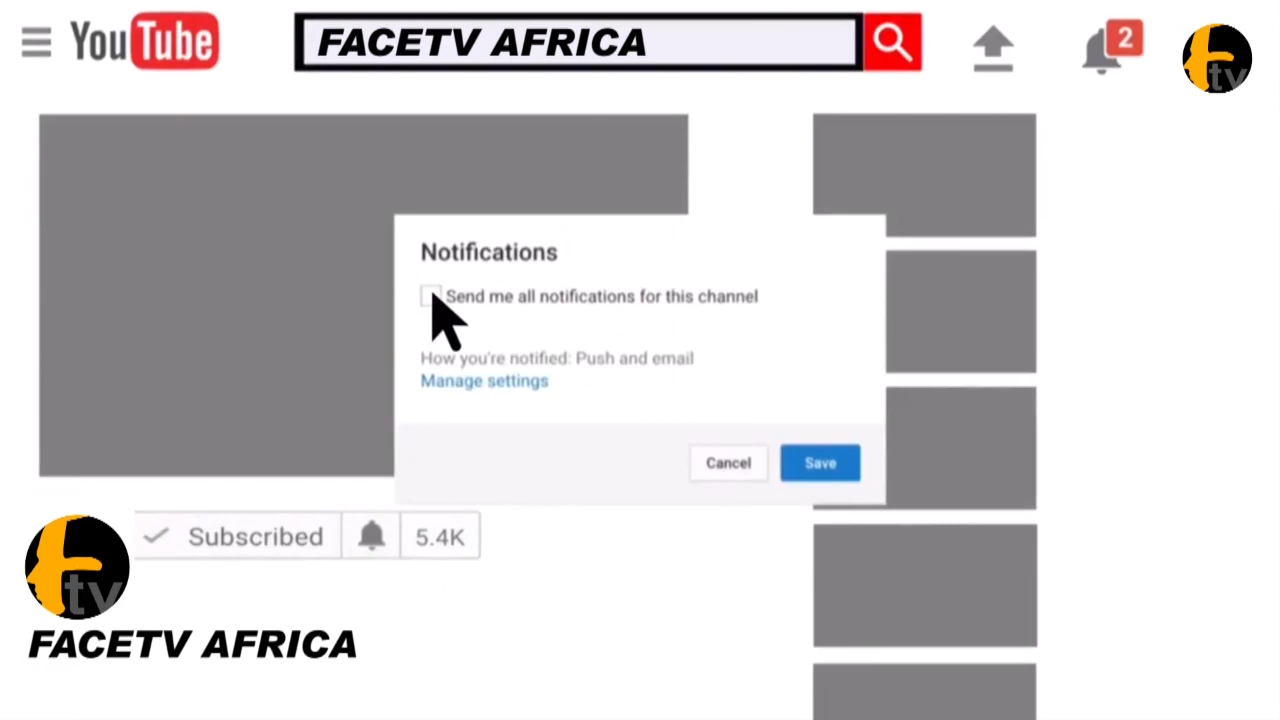 YouTube
FACETV AFRICA
2
tv
Notifications
Send me all notifications for this channel
How you're notified: Push and email
Manage settings
Cancel
Save
Subscribed
5.4K
tv
FACETV AFRICA